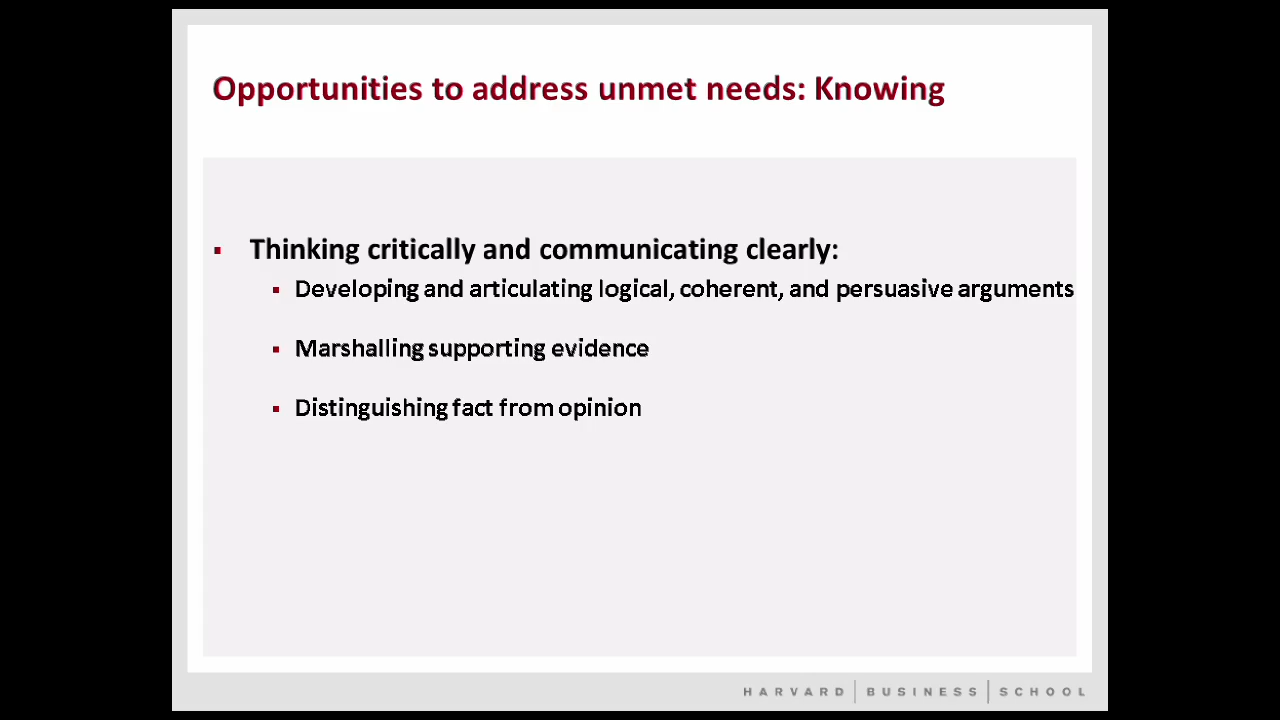 Opportunities to address unmet needs: Knowing
Thinking critically and communicating clearly:
Developing and articulating logical, coherent, and persuasive arguments
Marshalling supporting evidence
Distinguishing fact from opinion
HARVARD | BUSINESS | SCHOOL